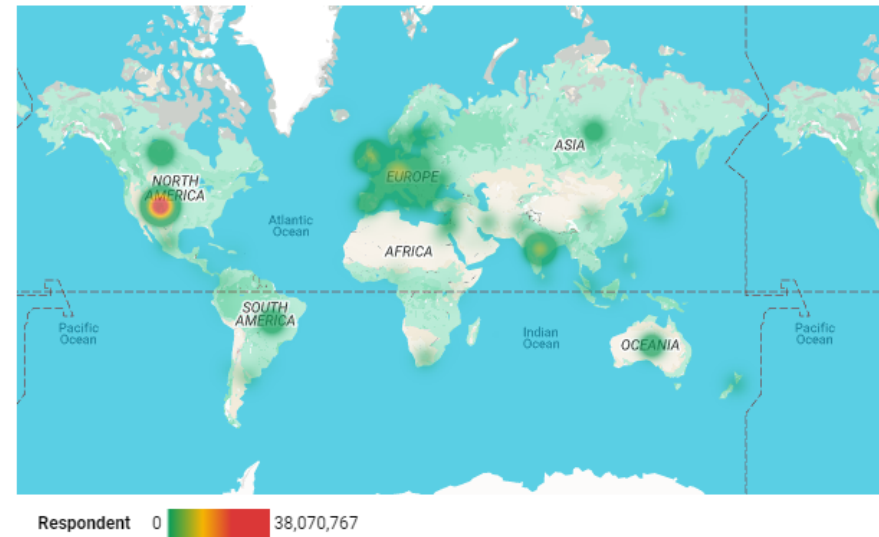 NORTH
AMERICA
ASIA
EUROPE
Atlantic
Ocean
AFRICA
SOUTH
AMERICA
Pacific
Ocean
Indian
Ocean
OCEANIA
Pacific
Ocean
Respondent 0 38,070,767